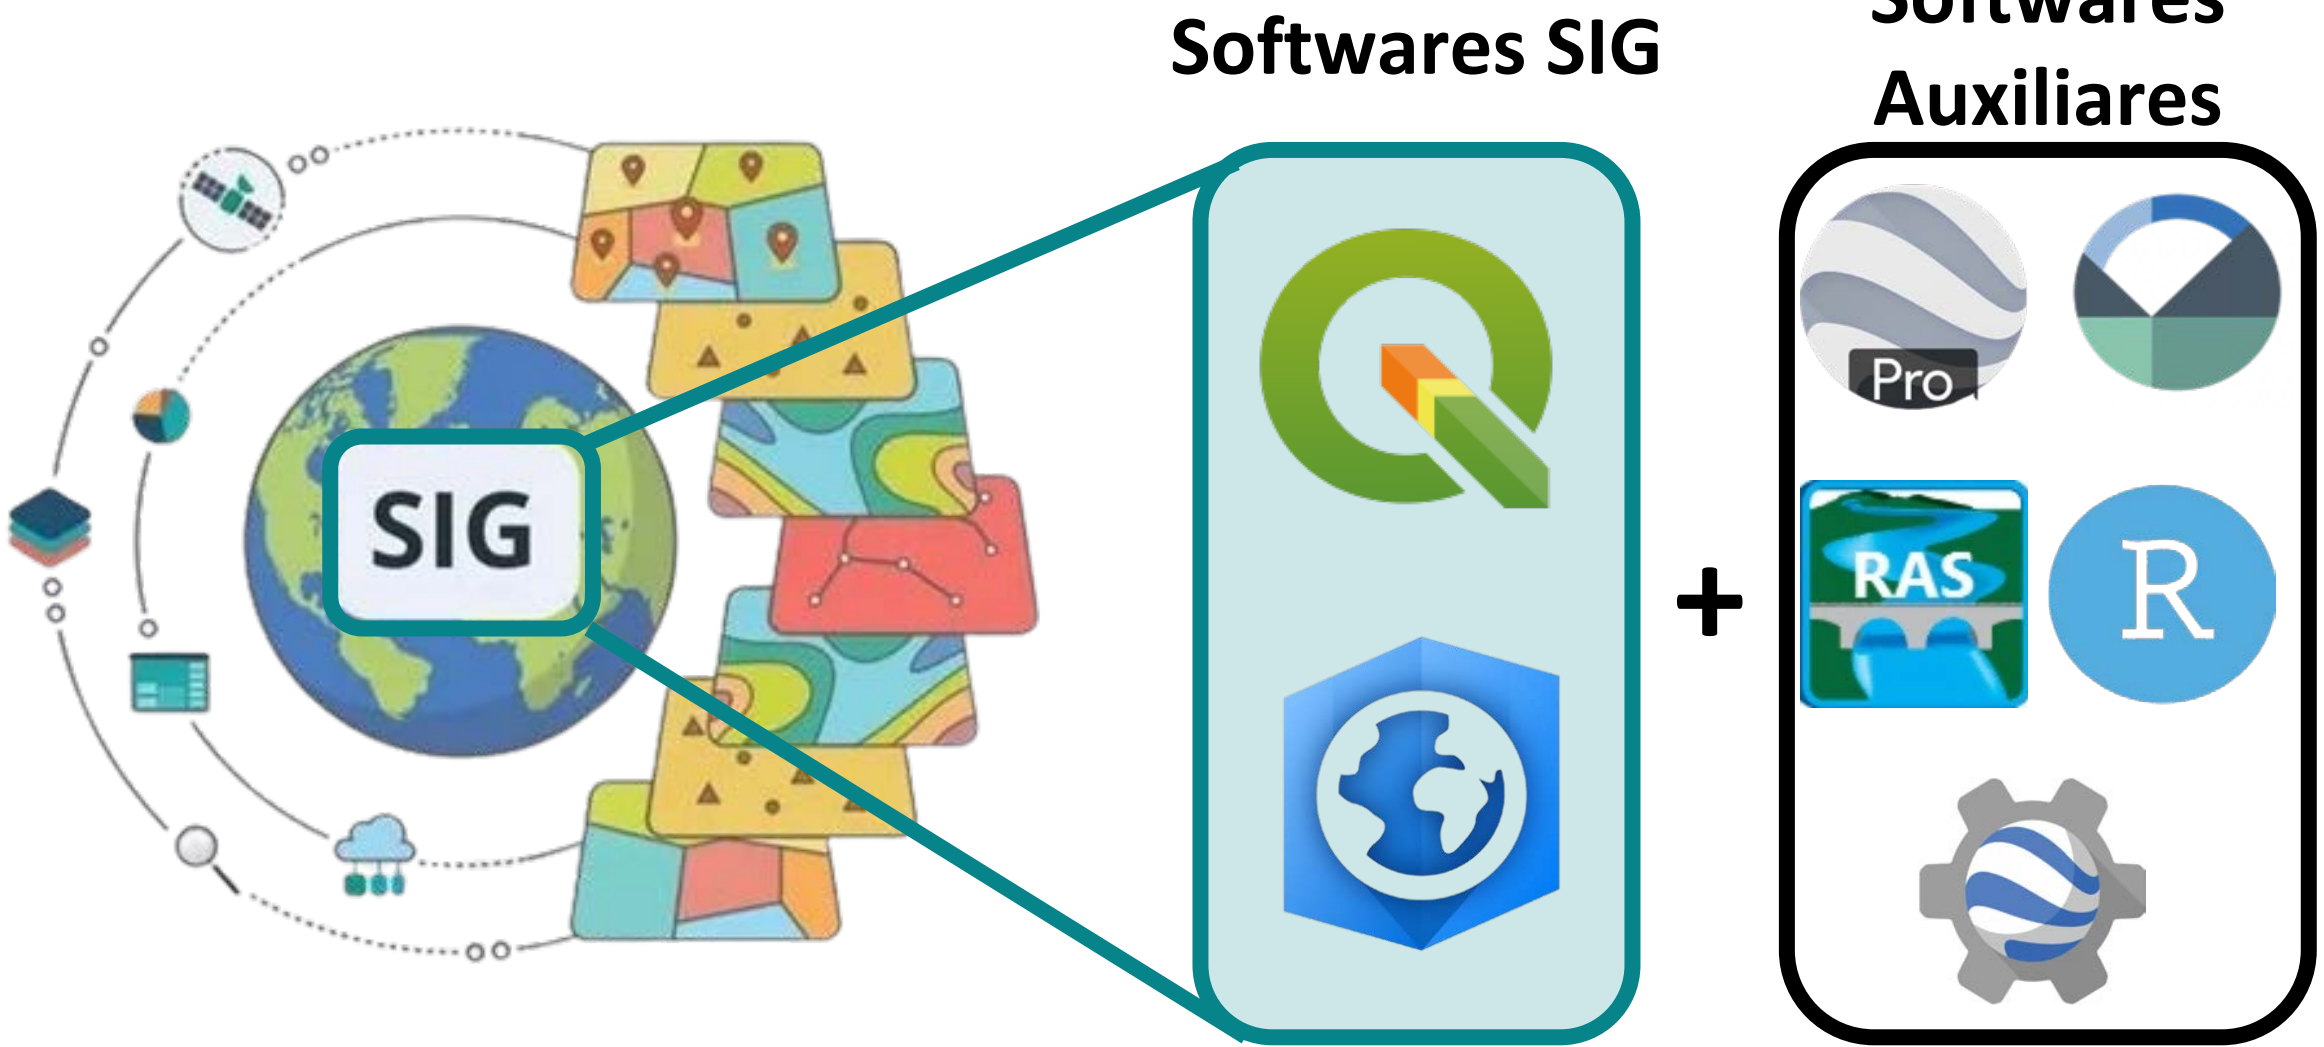 Softwares SIG
Softwares
Auxiliares
SIG
Pro
RAS
R
+